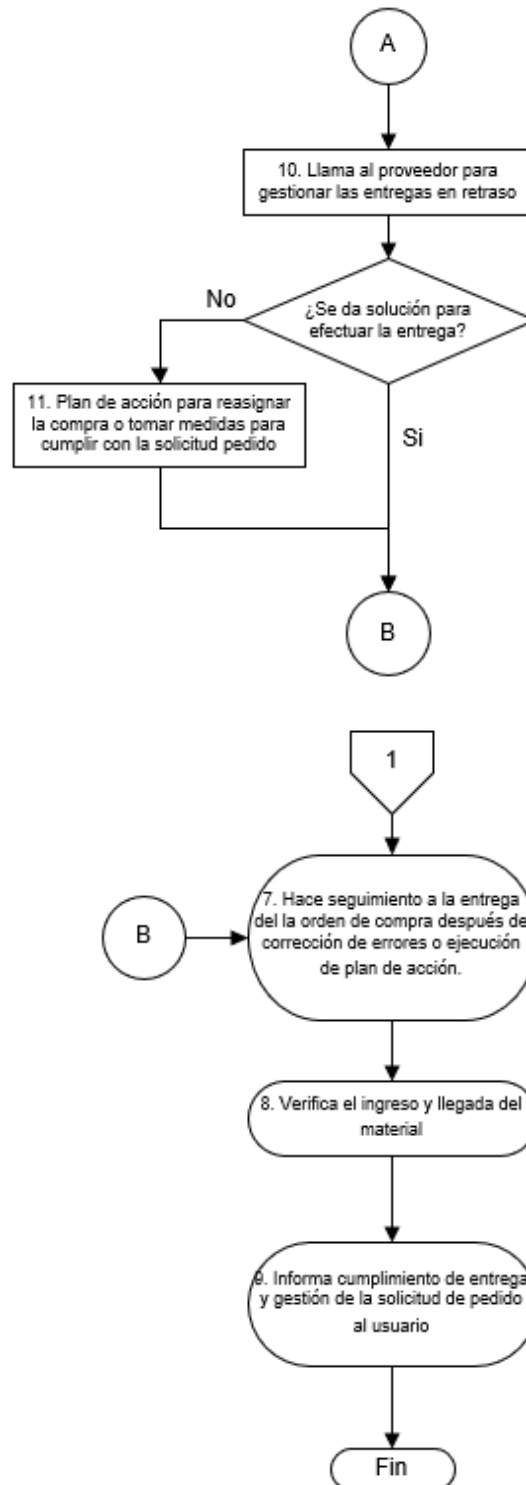 A
10. Llama al proveedor para
gestionar las entregas en retraso
¿Se da solución para
efectuar la entrega?
No
11. Plan de acción para reasignar
la compra o tomar medidas para
cumplir con la solicitud pedido
Si
B
1
7. Hace seguimiento a la entrega
del la orden de compra después de
corrección de errores o ejecución
de plan de acción.
B
8. Verifica el ingreso y llegada del
material
9. Informa cumplimiento de entrega
y gestión de la solicitud de pedido
al usuario
Fin